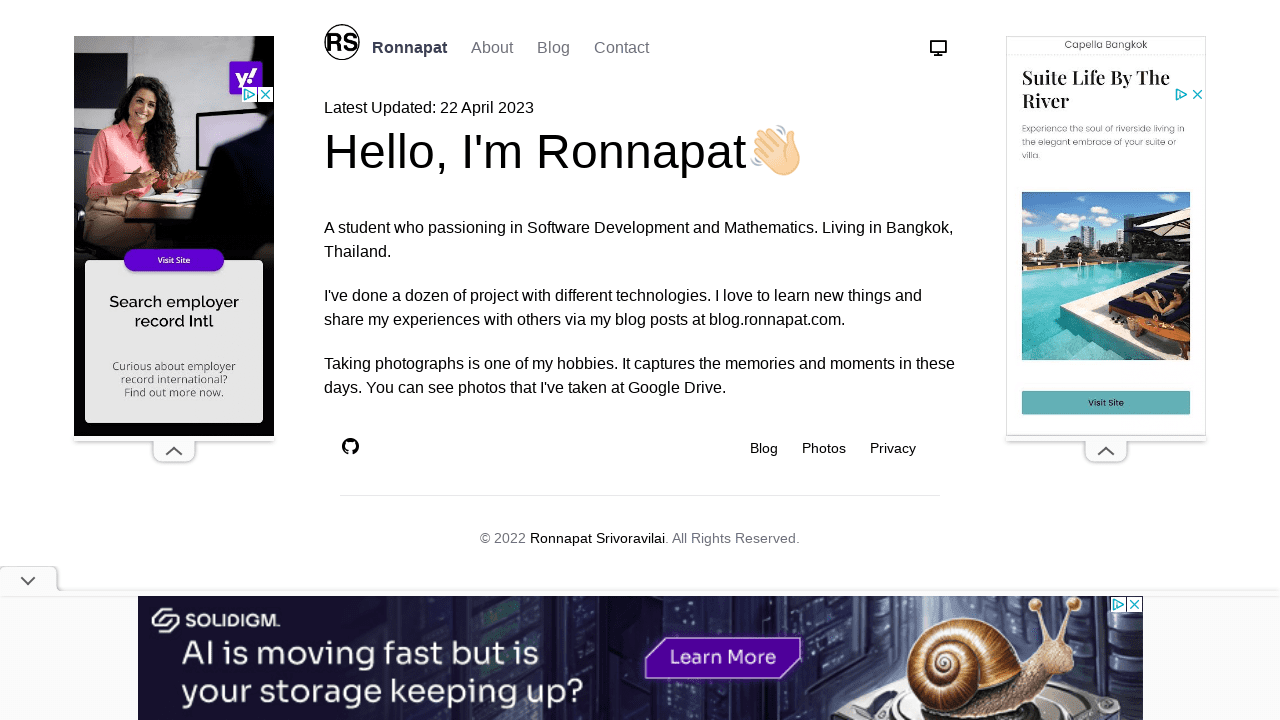 RS Ronnapat About Blog Contact
Latest Updated: 22 April 2023
Hello, I'm Ronnapat👋🏼
A student who passioning in Software Development and Mathematics. Living in Bangkok,
Thailand.
I've done a dozen of project with different technologies. I love to learn new things and
share my experiences with others via my blog posts at blog.ronnapat.com.
Taking photographs is one of my hobbies. It captures the memories and moments in these
days. You can see photos that I've taken at Google Drive.
Blog Photos Privacy
© 2022 Ronnapat Srivoravilai. All Rights Reserved.
y!
Visit Site
Search employer
record Intl
Curious about employer
record international?
Find out more now.
Capella Bangkok
Suite Life By The
River
Experience the soul of riverside living in
the elegant embrace of your suite or
villa.
Visit Site
SOLIDIGM.
AI is moving fast but is
your storage keeping up?
Learn More